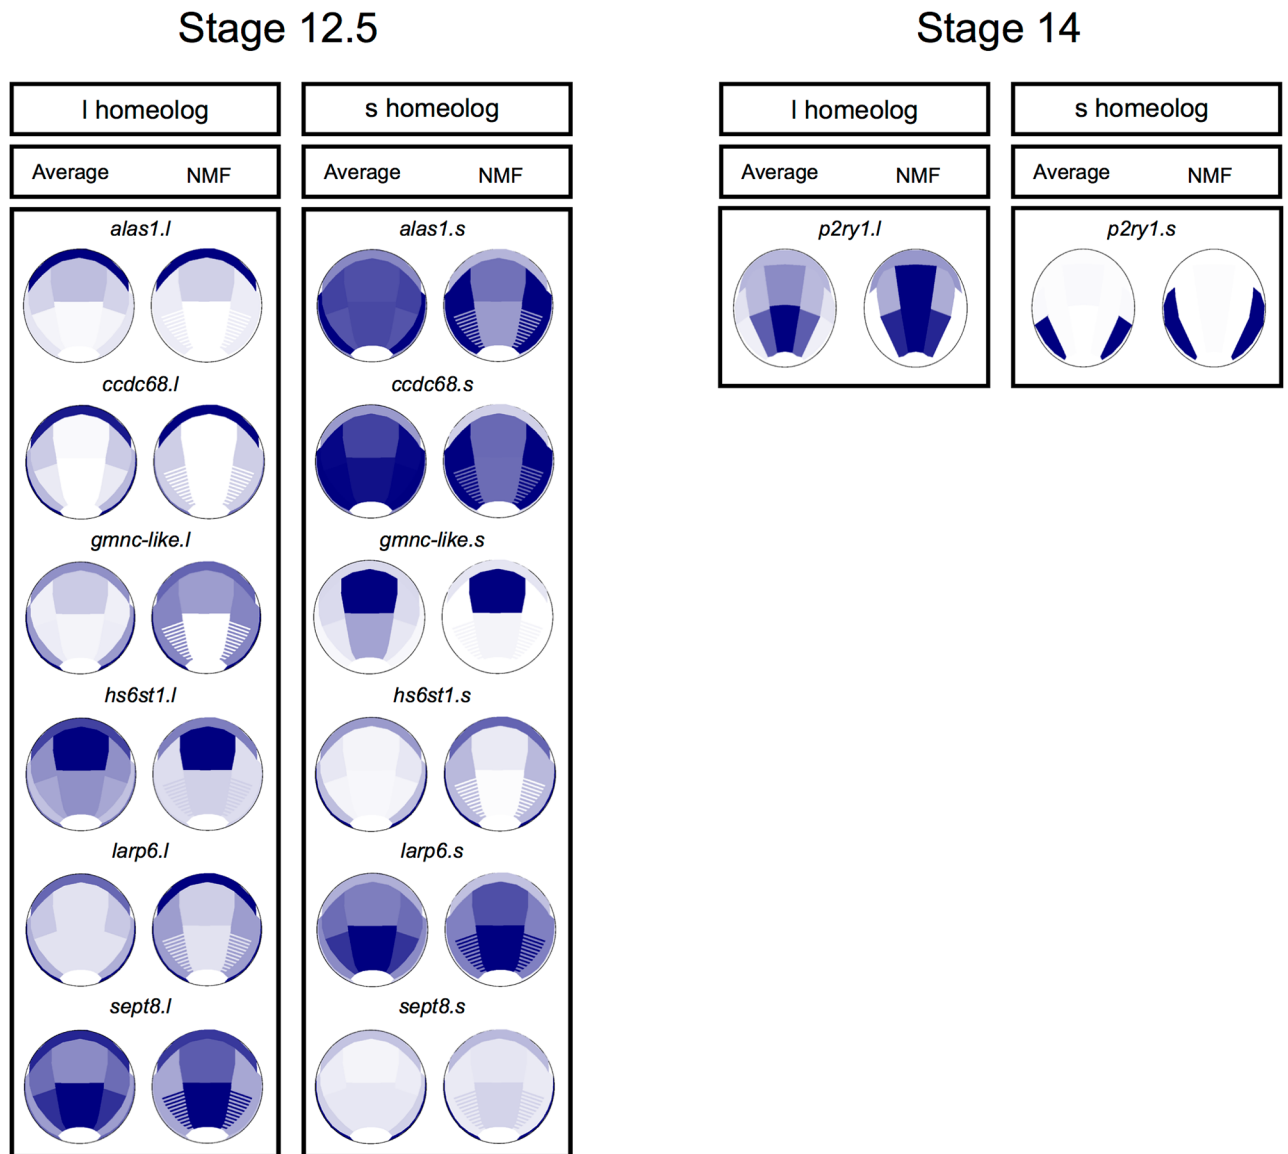 Stage 12.5
Stage 14
l homeolog
s homeolog
l homeolog
s homeolog
Average NMF
Average NMF
Average NMF
Average NMF
alas1.l
alas1.s
p2ry1.l
p2ry1.s
ccdc68.l
ccdc68.s
gmnc-like.l
gmnc-like.s
hs6st1.l
hs6st1.s
larp6.l
larp6.s
sept8.l
sept8.s